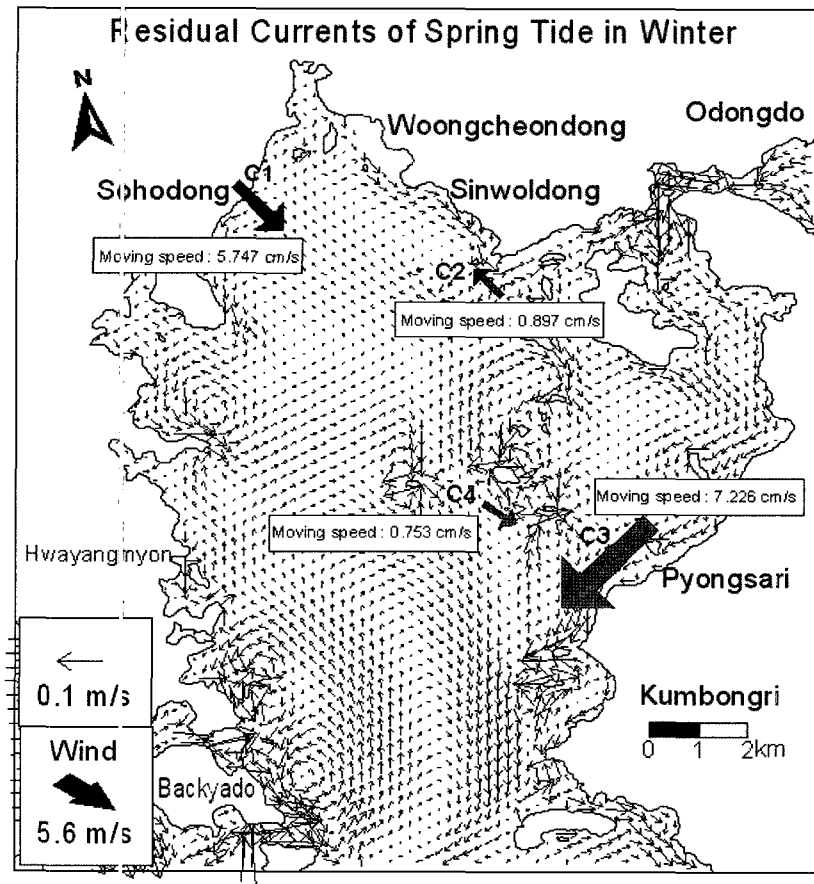 Residual Currents of Spring Tide in Winter
N
Woongcheondong
Odongdo
C1
Sohodong
Sinwoldong
Moving speed : 5.747 cm/s
C2
Moving speed : 0.897 cm/s
C4
Moving speed : 7.226 cm/s
Moving speed : 0.753 cm/s
C3
Hwayangmyon
Pyongsari
0.1 m/s
Kumbongri
0 1 2km
Wind
Backyado
5.6 m/s